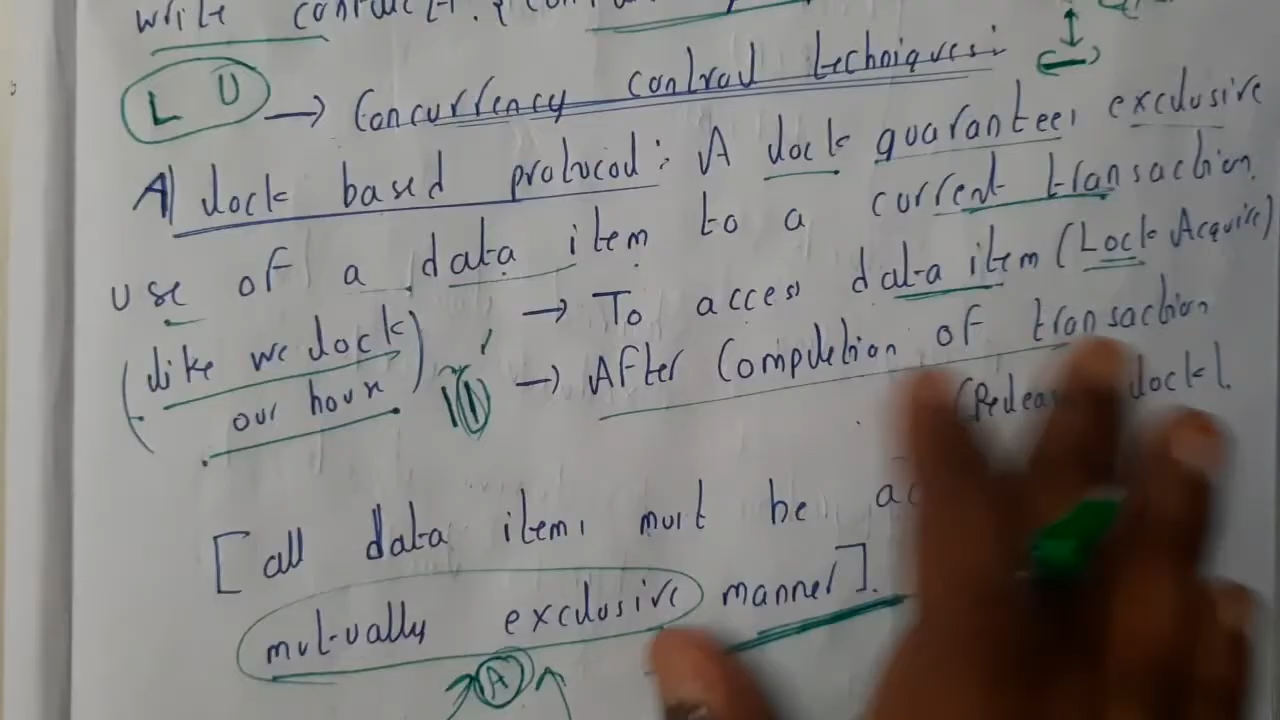 write
L U → Concurrency control techniques:
A) lock based protocol: A lock guarantees exclusive
use of a data item to a current transaction.
(like we lock our house) → To access data item (Lock Acquire)
→ After Completion of transaction
lock).
[all data items must be
mutually exclusive manner].
A